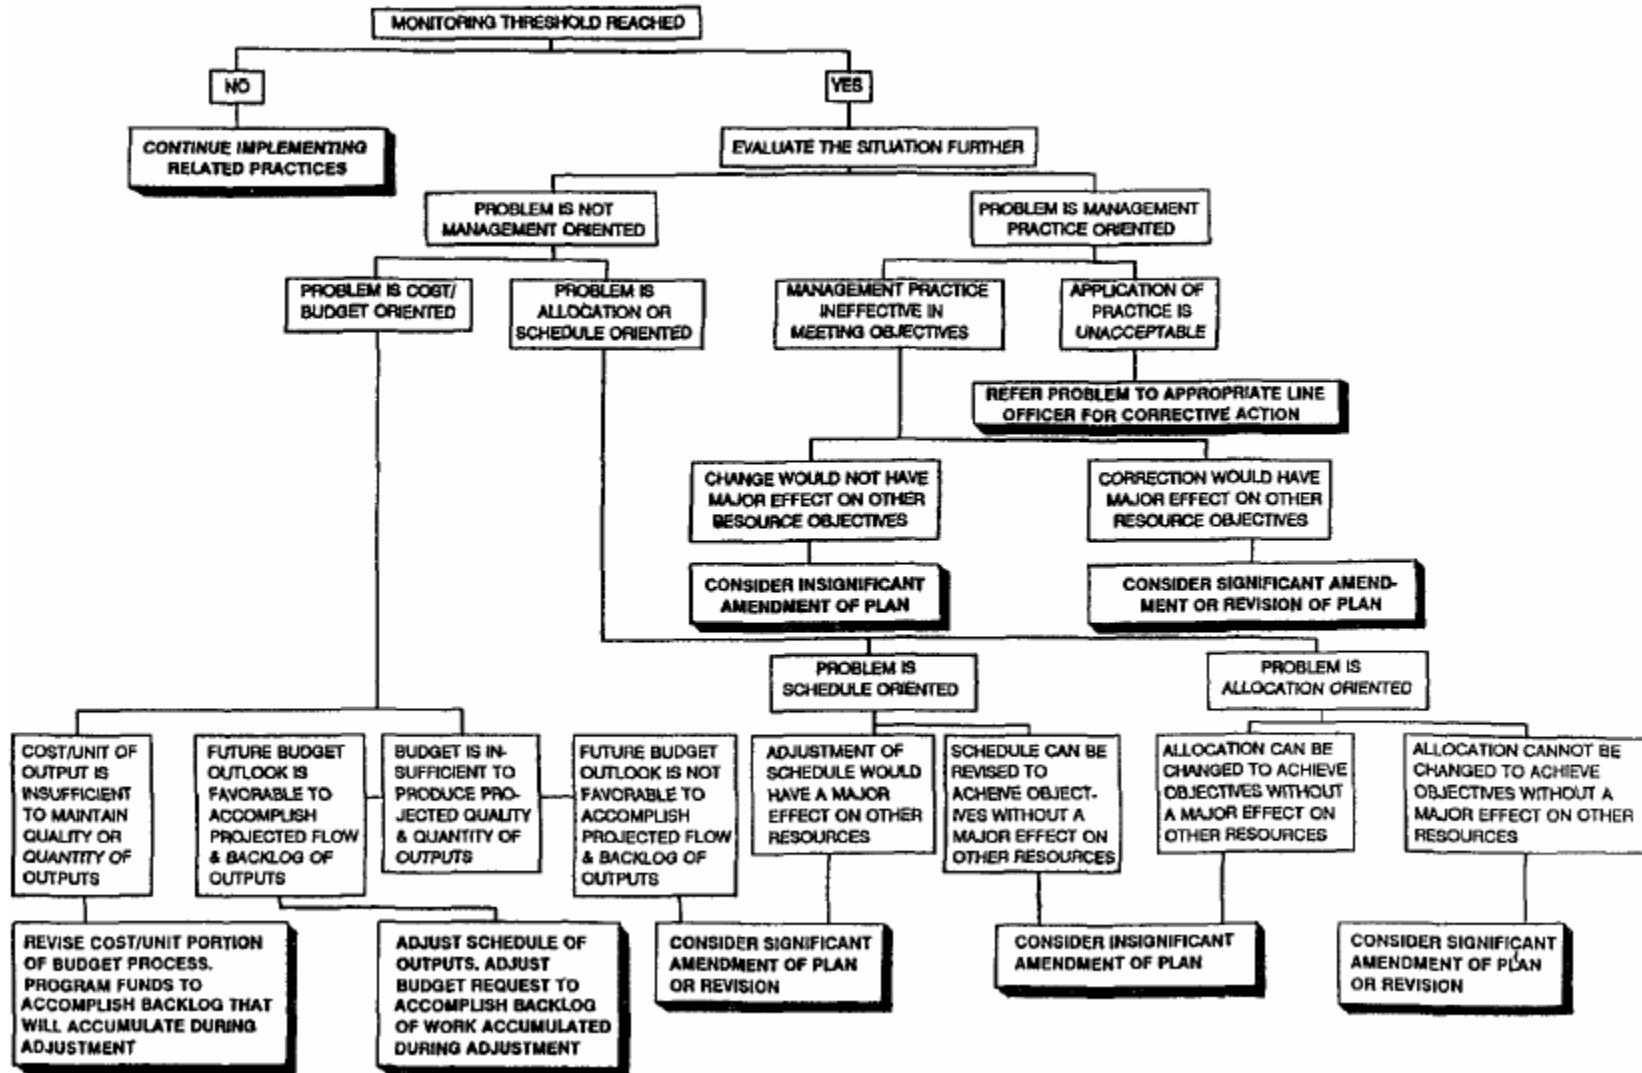 MONITORING THRESHOLD REACHED
NO
YES
CONTINUE IMPLEMENTING
RELATED PRACTICES
EVALUATE THE SITUATION FURTHER
PROBLEM IS NOT
MANAGEMENT ORIENTED
PROBLEM IS MANAGEMENT
PRACTICE ORIENTED
PROBLEM IS COST/
BUDGET ORIENTED
PROBLEM IS
ALLOCATION OR
SCHEDULE ORIENTED
MANAGEMENT PRACTICE
INEFFECTIVE IN
MEETING OBJECTIVES
APPLICATION OF
PRACTICE IS
UNACCEPTABLE
REFER PROBLEM TO APPROPRIATE LINE
OFFICER FOR CORRECTIVE ACTION
CHANGE WOULD NOT HAVE
MAJOR EFFECT ON OTHER
RESOURCE OBJECTIVES
CORRECTION WOULD HAVE
MAJOR EFFECT ON OTHER
RESOURCE OBJECTIVES
CONSIDER INSIGNIFICANT
AMENDMENT OF PLAN
CONSIDER SIGNIFICANT AMEND-
MENT OR REVISION OF PLAN
PROBLEM IS
SCHEDULE ORIENTED
PROBLEM IS
ALLOCATION ORIENTED
COST/UNIT OF
OUTPUT IS
INSUFFICIENT
TO MAINTAIN
QUALITY OR
QUANTITY OF
OUTPUTS
FUTURE BUDGET
OUTLOOK IS
FAVORABLE TO
ACCOMPLISH
PROJECTED FLOW
& BACKLOG OF
OUTPUTS
BUDGET IS IN-
SUFFICIENT TO
PRODUCE PRO-
JECTED QUALITY
& QUANTITY OF
OUTPUTS
FUTURE BUDGET
OUTLOOK IS NOT
FAVORABLE TO
ACCOMPLISH
PROJECTED FLOW
& BACKLOG OF
OUTPUTS
ADJUSTMENT OF
SCHEDULE WOULD
HAVE A MAJOR
EFFECT ON OTHER
RESOURCES
SCHEDULE CAN BE
REVISED TO
ACHEIVE OBJECT-
IVES WITHOUT A
MAJOR EFFECT ON
OTHER RESOURCES
ALLOCATION CAN BE
CHANGED TO ACHIEVE
OBJECTIVES WITHOUT
A MAJOR EFFECT ON
OTHER RESOURCES
ALLOCATION CANNOT BE
CHANGED TO ACHIEVE
OBJECTIVES WITHOUT A
MAJOR EFFECT ON OTHER
RESOURCES
REVISE COST/UNIT PORTION
OF BUDGET PROCESS.
PROGRAM FUNDS TO
ACCOMPLISH BACKLOG THAT
WILL ACCUMULATE DURING
ADJUSTMENT
ADJUST SCHEDULE OF
OUTPUTS. ADJUST
BUDGET REQUEST TO
ACCOMPLISH BACKLOG
OF WORK ACCUMULATED
DURING ADJUSTMENT
CONSIDER SIGNIFICANT
AMENDMENT OF PLAN
OR REVISION
CONSIDER INSIGNIFICANT
AMENDMENT OF PLAN
CONSIDER SIGNIFICANT
AMENDMENT OF PLAN
OR REVISION